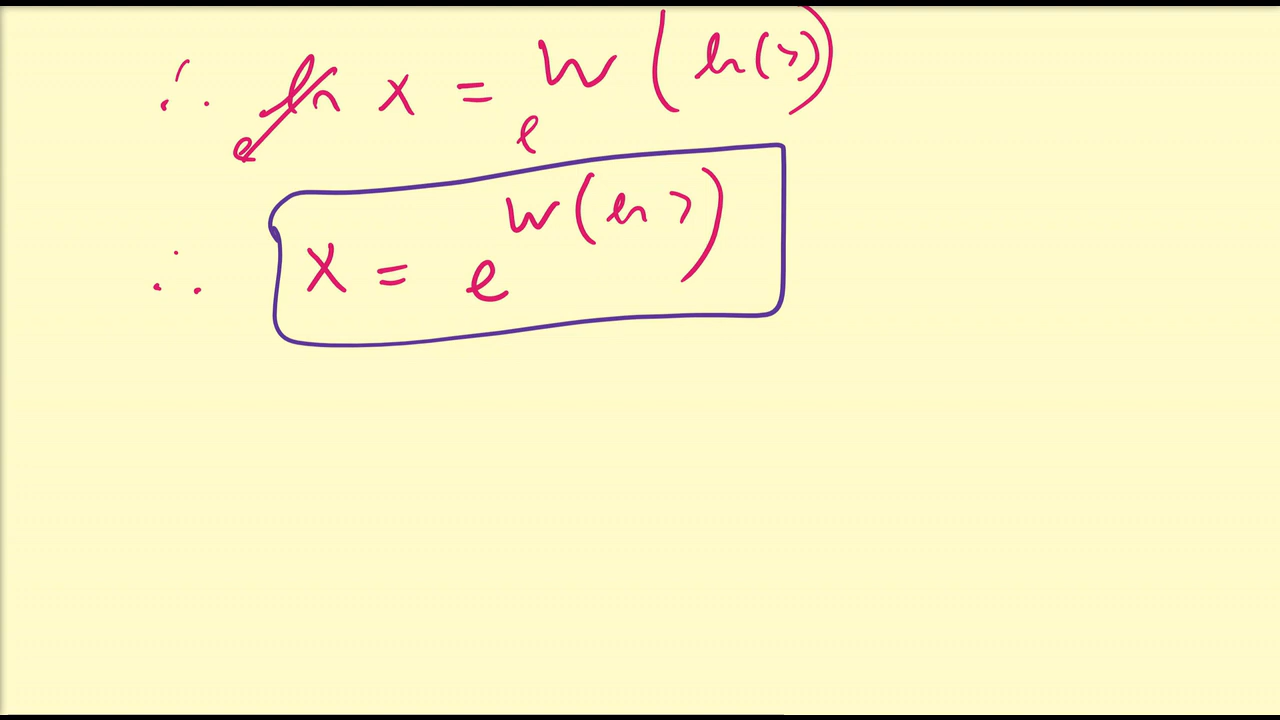 ∴ e^ln x = e^W(ln(7))
∴ x = e^W(ln 7)